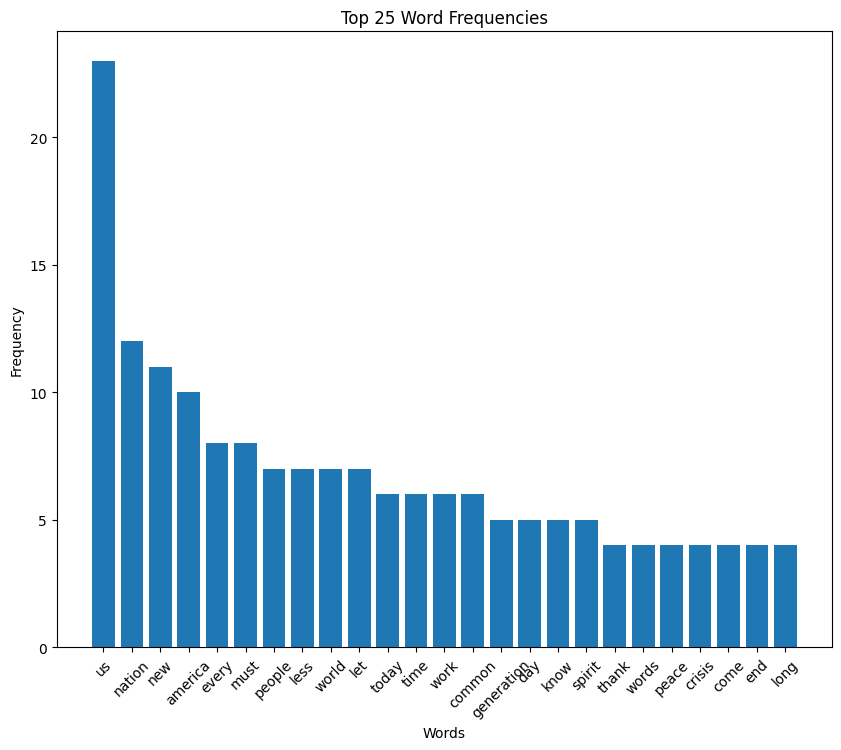 Top 25 Word Frequencies
Frequency
20
15
10
5
0
us nation new america every must people less world let today time work common generation day know spirit thank words peace crisis come end long
Words